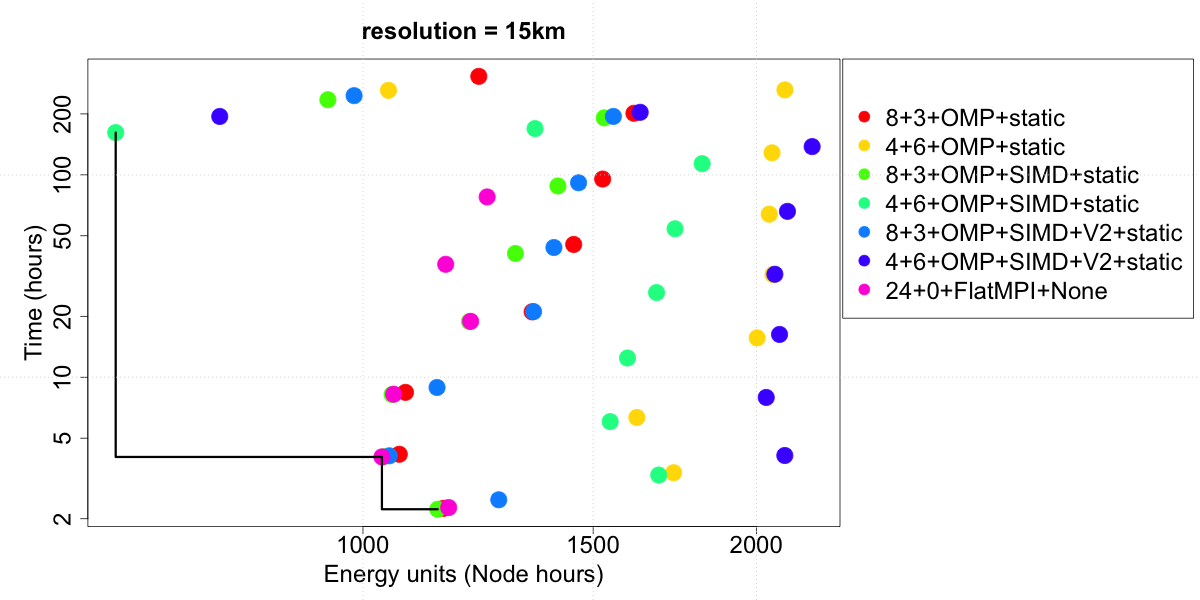 resolution = 15km
200
100
50
20
10
5
2
Time (hours)
1000
1500
2000
Energy units (Node hours)
8+3+OMP+static
4+6+OMP+static
8+3+OMP+SIMD+static
4+6+OMP+SIMD+static
8+3+OMP+SIMD+V2+static
4+6+OMP+SIMD+V2+static
24+0+FlatMPI+None